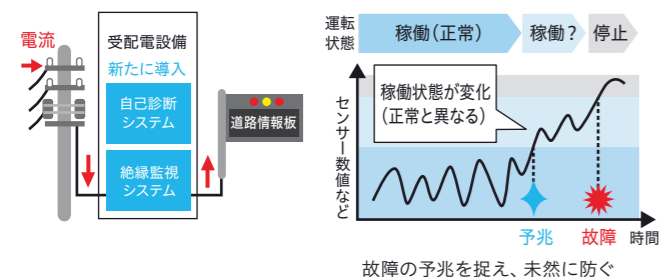 電流
受配電設備
新たに導入
自己診断
システム
絶縁監視
システム
道路情報板
運転
状態
稼働（正常）
稼働？
停止
稼働状態が変化
（正常と異なる）
センサー数値など
予兆
故障
時間
故障の予兆を捉え、未然に防ぐ